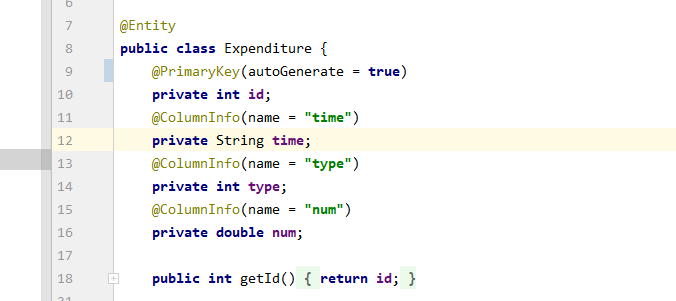 6
7 @Entity
8 public class Expenditure {
9 @PrimaryKey(autoGenerate = true)
10 private int id;
11 @ColumnInfo(name = "time")
12 private String time;
13 @ColumnInfo(name = "type")
14 private int type;
15 @ColumnInfo(name = "num")
16 private double num;
17
18 public int getId() { return id; }
21